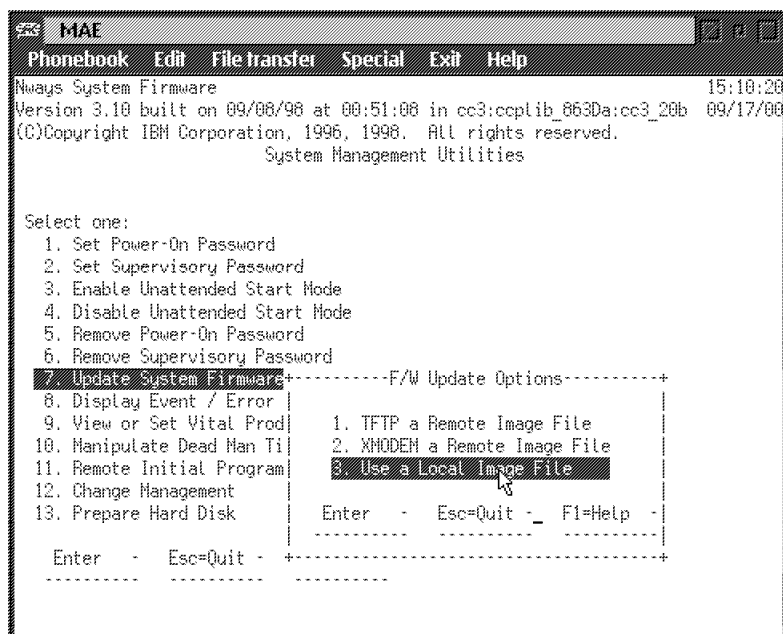 MAE
Phonebook Edit File transfer Special Exit Help
Nways System Firmware 15:10:20
Version 3.10 built on 09/08/98 at 00:51:08 in cc3:ccplib_863Da:cc3_20b 09/17/00
(C)Copyright IBM Corporation, 1996, 1998. All rights reserved.
System Management Utilities
Select one:
1. Set Power-On Password
2. Set Supervisory Password
3. Enable Unattended Start Mode
4. Disable Unattended Start Mode
5. Remove Power-On Password
6. Remove Supervisory Password
7. Update System Firmware+----------F/W Update Options----------+
8. Display Event / Error |
9. View or Set Vital Prod| 1. TFTP a Remote Image File |
10. Manipulate Dead Man Ti| 2. XMODEM a Remote Image File |
11. Remote Initial Program| 3. Use a Local Image File |
12. Change Management |
13. Prepare Hard Disk | Enter - Esc=Quit -_ F1=Help -|
Enter - Esc=Quit -